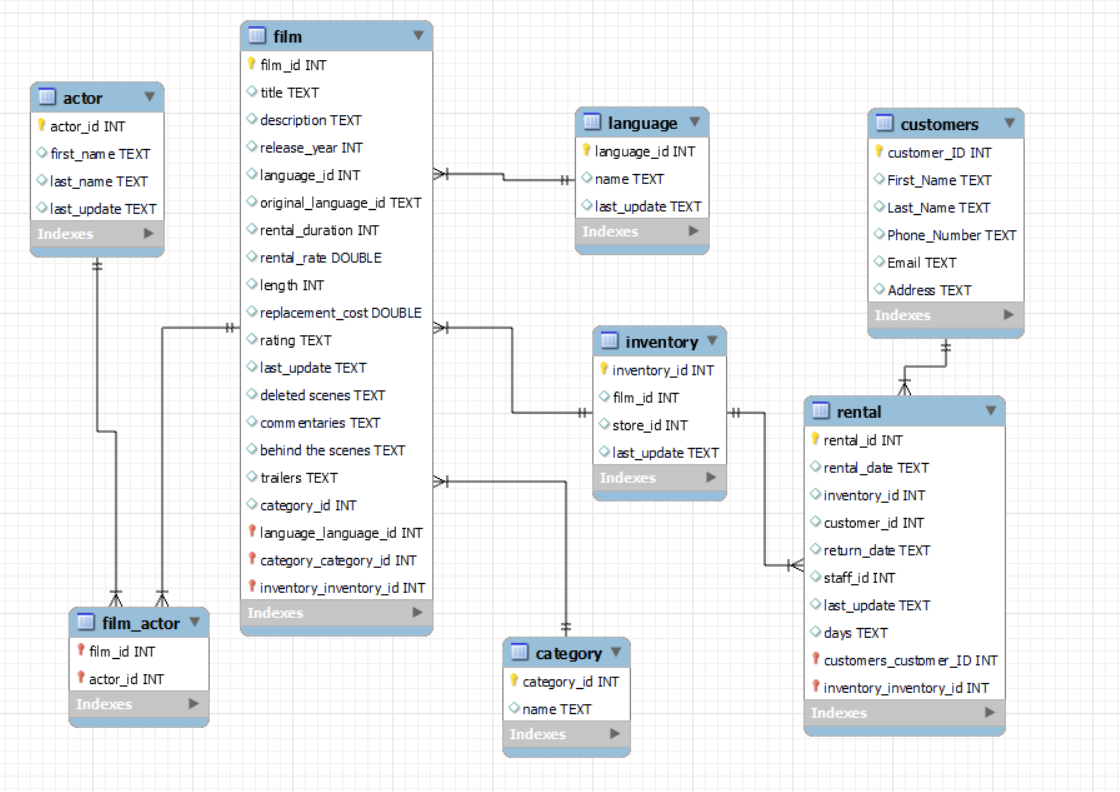 film
film_id INT
title TEXT
description TEXT
release_year INT
language_id INT
original_language_id TEXT
rental_duration INT
rental_rate DOUBLE
length INT
replacement_cost DOUBLE
rating TEXT
last_update TEXT
deleted scenes TEXT
commentaries TEXT
behind the scenes TEXT
trailers TEXT
category_id INT
language_language_id INT
category_category_id INT
inventory_inventory_id INT
Indexes
actor
actor_id INT
first_name TEXT
last_name TEXT
last_update TEXT
Indexes
language
language_id INT
name TEXT
last_update TEXT
Indexes
customers
customer_ID INT
First_Name TEXT
Last_Name TEXT
Phone_Number TEXT
Email TEXT
Address TEXT
Indexes
inventory
inventory_id INT
film_id INT
store_id INT
last_update TEXT
Indexes
rental
rental_id INT
rental_date TEXT
inventory_id INT
customer_id INT
return_date TEXT
staff_id INT
last_update TEXT
days TEXT
customers_customer_ID INT
inventory_inventory_id INT
Indexes
film_actor
film_id INT
actor_id INT
Indexes
category
category_id INT
name TEXT
Indexes